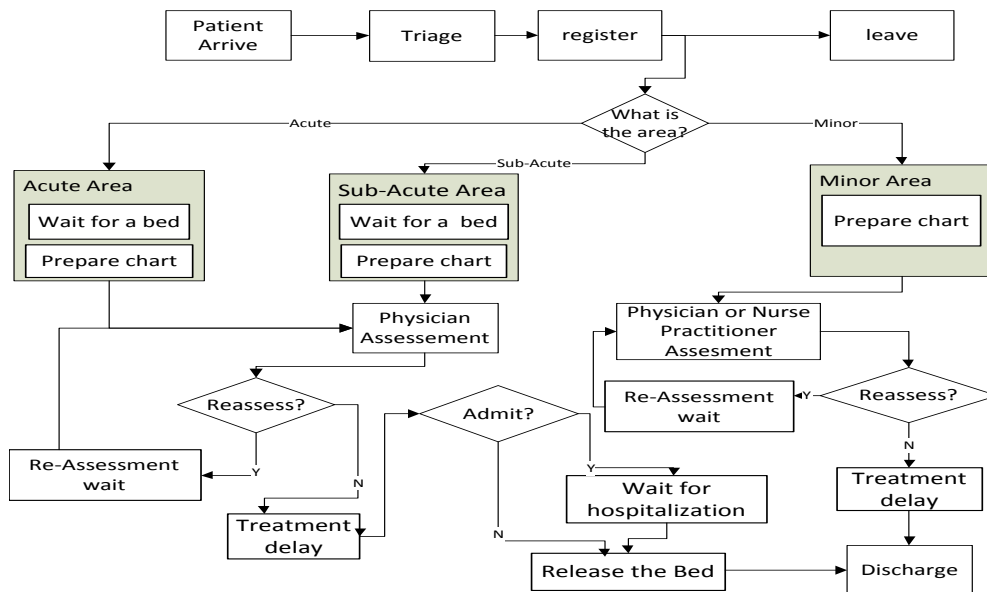 Patient
Arrive
Triage
register
leave
What is
the area?
Acute
Minor
Sub-Acute
Acute Area
Wait for a bed
Prepare chart
Sub-Acute Area
Wait for a bed
Prepare chart
Minor Area
Prepare chart
Physician
Assessement
Physician or Nurse
Practitioner
Assesment
Reassess?
Y
N
Re-Assessment
wait
Treatment
delay
Admit?
Y
N
Wait for
hospitalization
Release the Bed
Re-Assessment
wait
Y
Reassess?
N
Treatment
delay
Discharge